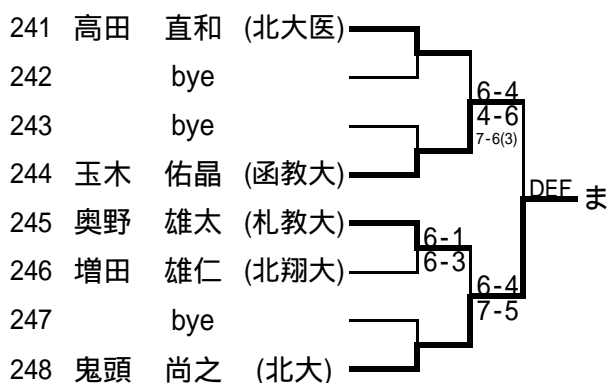 241 高田 直和 (北大医)
242 bye
243 bye
244 玉木 佑晶 (函教大)
245 奥野 雄太 (札教大)
246 増田 雄仁 (北翔大)
247 bye
248 鬼頭 尚之 (北大)
6-4
4-6
7-6(3)
6-1
6-3
6-4
7-5
DEF
ま